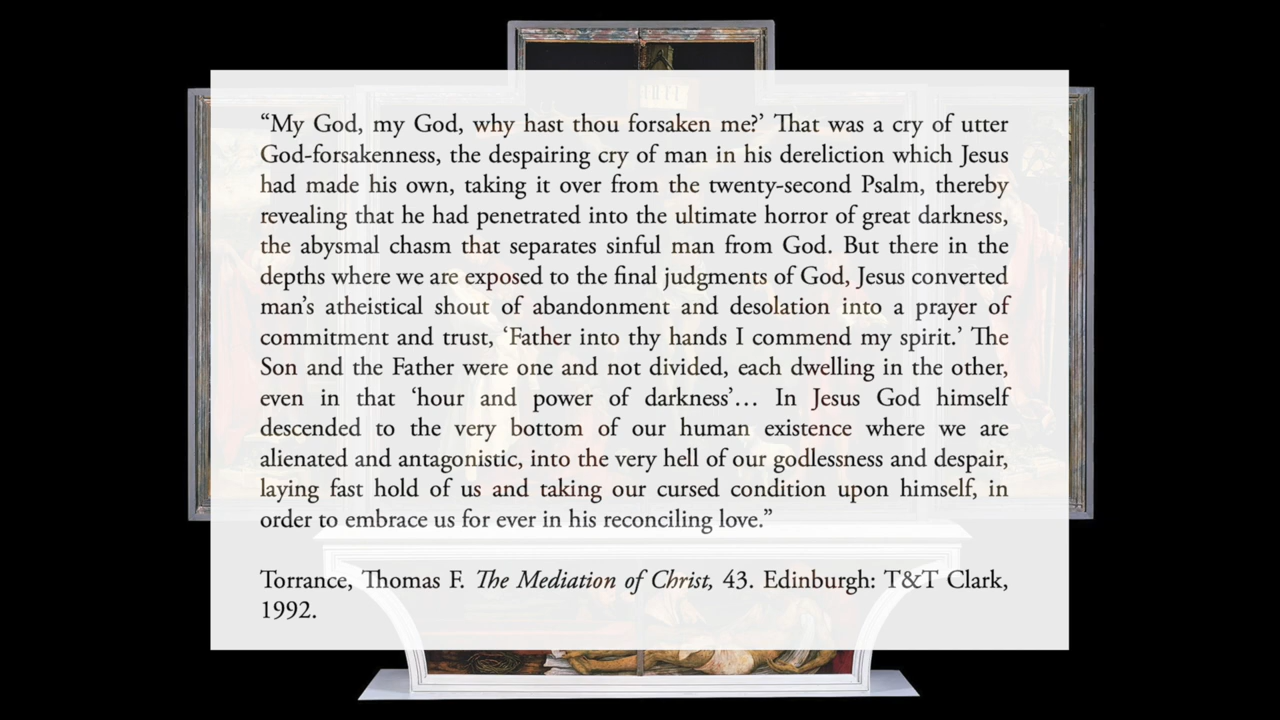 “My God, my God, why hast thou forsaken me?’ That was a cry of utter
God-forsakenness, the despairing cry of man in his dereliction which Jesus
had made his own, taking it over from the twenty-second Psalm, thereby
revealing that he had penetrated into the ultimate horror of great darkness,
the abysmal chasm that separates sinful man from God. But there in the
depths where we are exposed to the final judgments of God, Jesus converted
man’s atheistical shout of abandonment and desolation into a prayer of
commitment and trust, ‘Father into thy hands I commend my spirit.’ The
Son and the Father were one and not divided, each dwelling in the other,
even in that ‘hour and power of darkness’… In Jesus God himself
descended to the very bottom of our human existence where we are
alienated and antagonistic, into the very hell of our godlessness and despair,
laying fast hold of us and taking our cursed condition upon himself, in
order to embrace us for ever in his reconciling love.”
Torrance, Thomas F. The Mediation of Christ, 43. Edinburgh: T&T Clark,
1992.